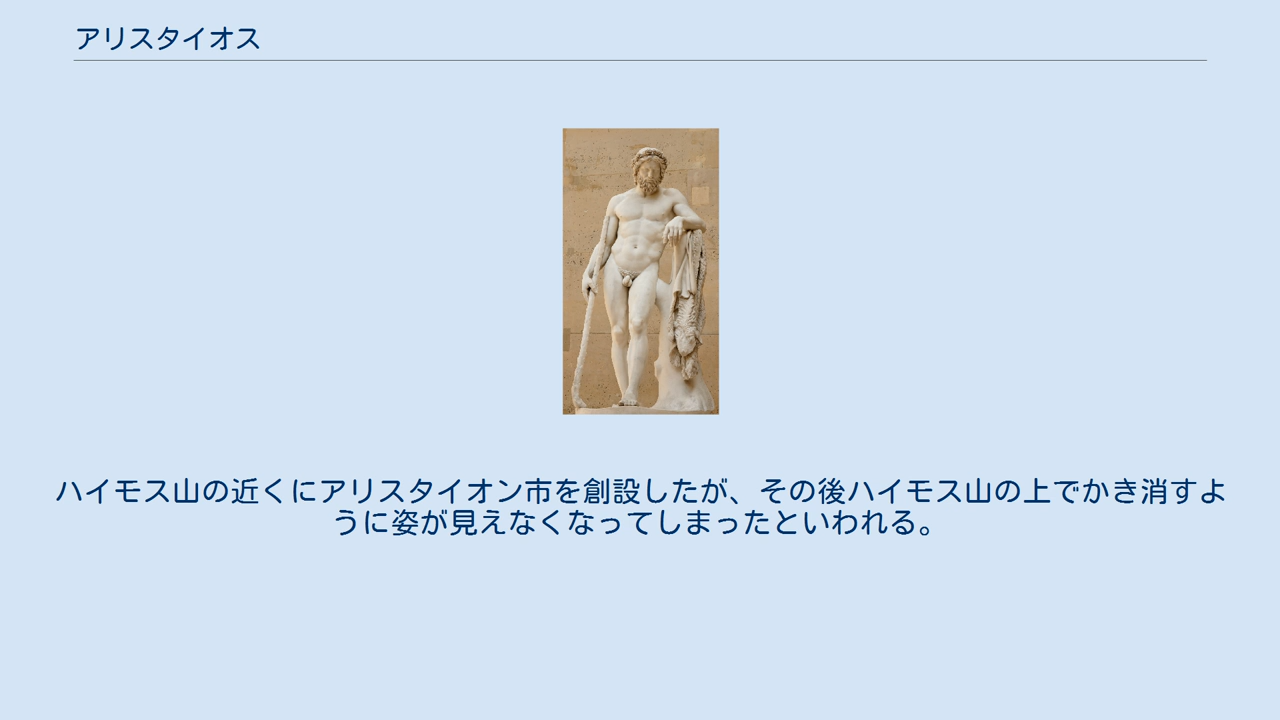 アリスタイオス
ハイモス山の近くにアリスタイオン市を創設したが、その後ハイモス山の上でかき消すよ
うに姿が見えなくなってしまったといわれる。